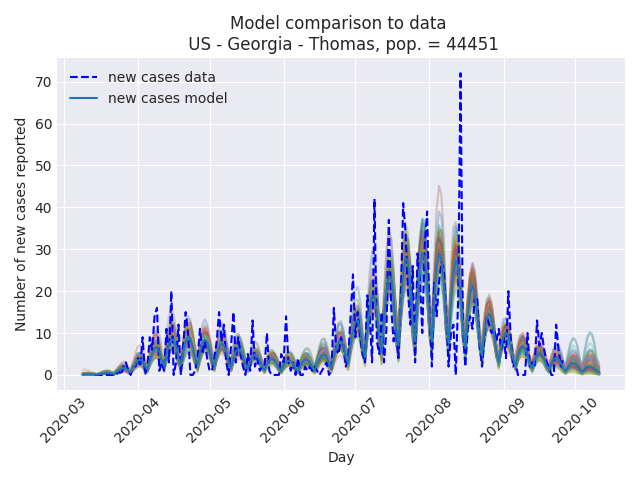 Model comparison to data
US - Georgia - Thomas, pop. = 44451
new cases data
new cases model
Number of new cases reported
70
60
50
40
30
20
10
0
2020-03
2020-04
2020-05
2020-06
2020-07
2020-08
2020-09
2020-10
Day